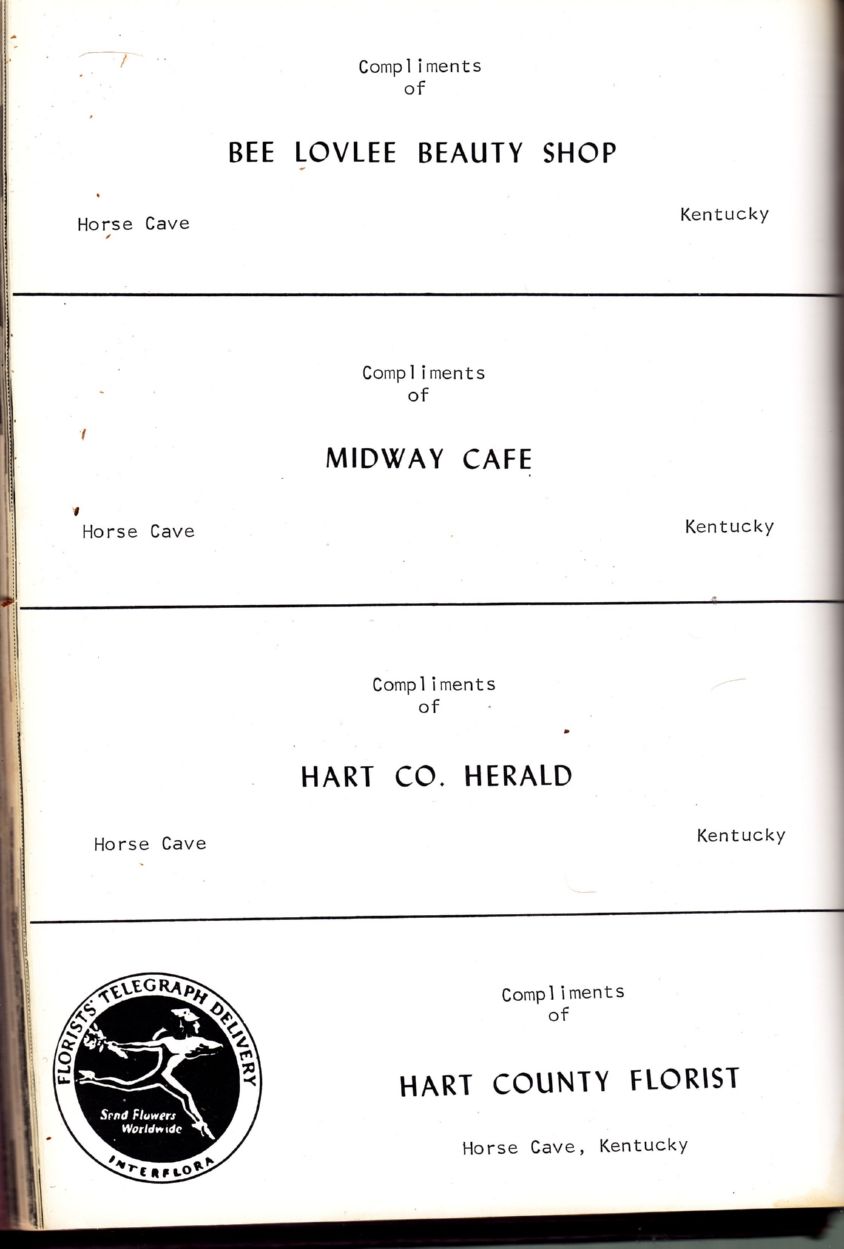 Compliments
of
BEE LOVLEE BEAUTY SHOP
Horse Cave Kentucky
Compliments
of
MIDWAY CAFE
Horse Cave Kentucky
Compliments
of
HART CO. HERALD
Horse Cave Kentucky
FLORISTS' TELEGRAPH DELIVERY
Send Flowers
Worldwide
INTERFLORA
Compliments
of
HART COUNTY FLORIST
Horse Cave, Kentucky